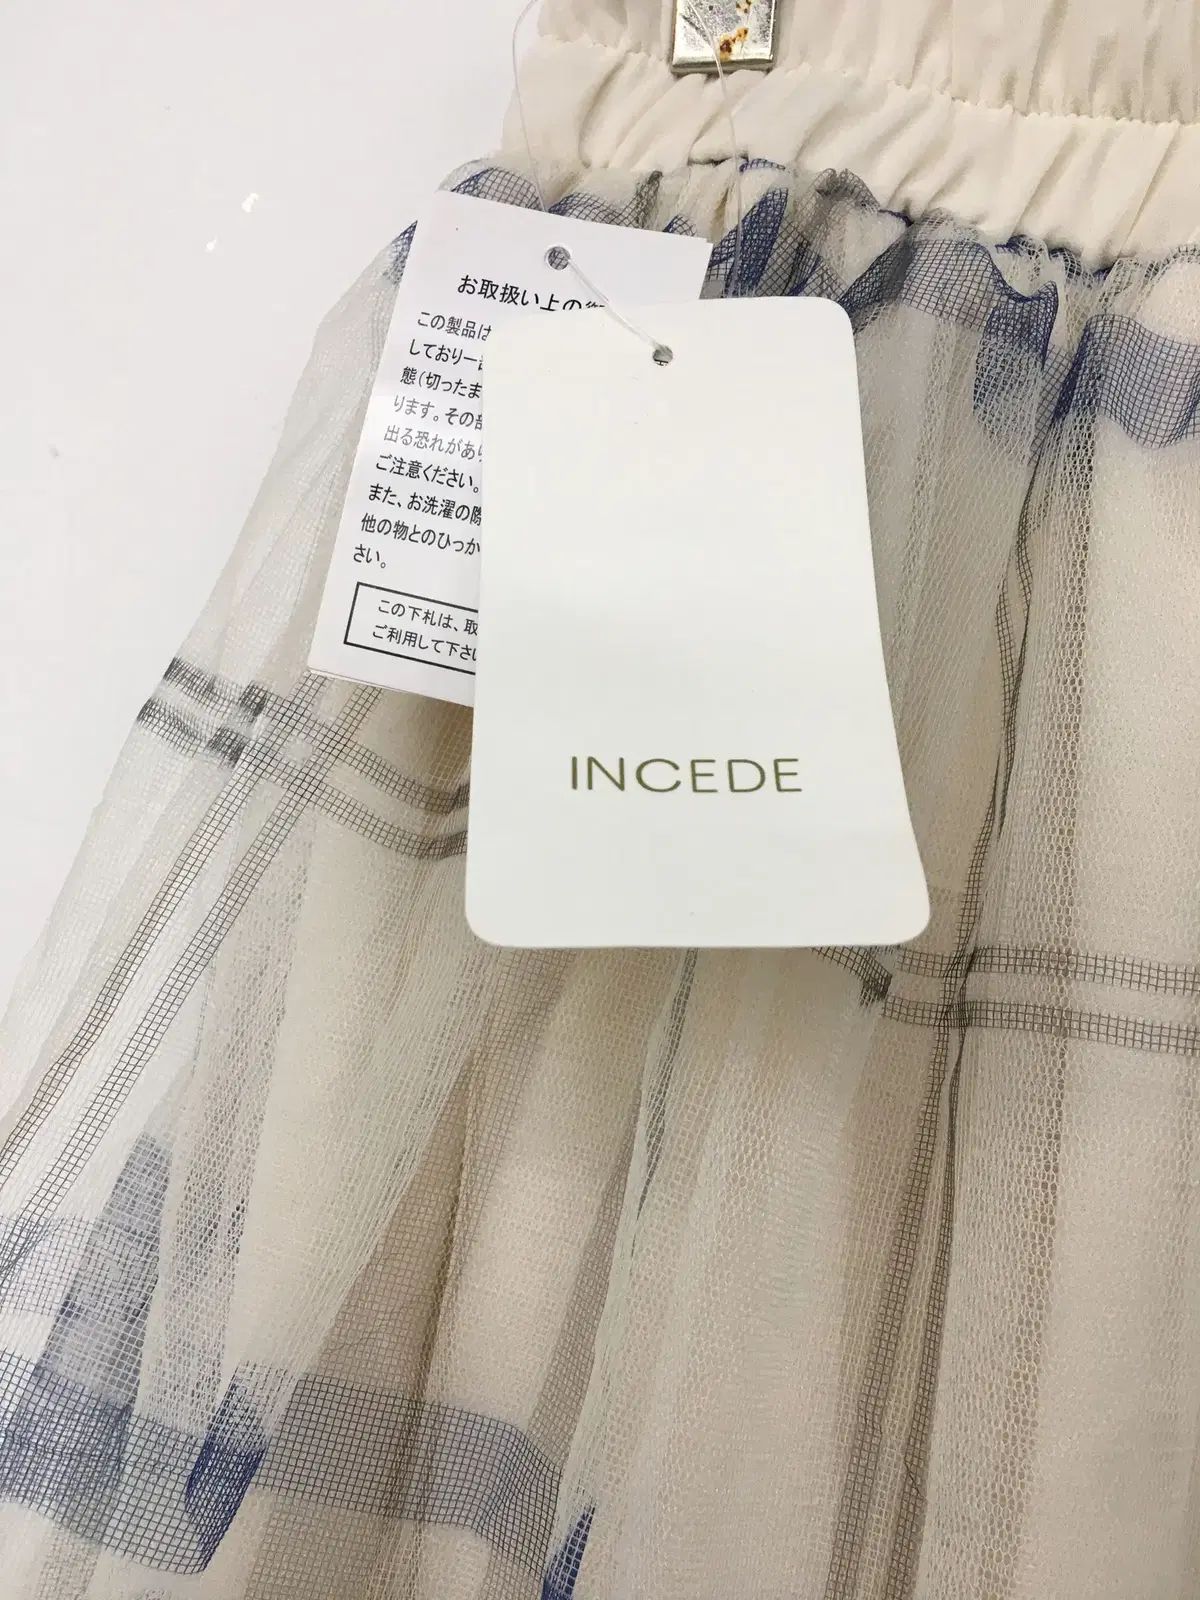 お取扱い上の
この製品は
しており一
態(切ったま
ります。その
出る恐れがあ
ご注意ください。
また、お洗濯の際
他の物とのひっか
さい。
この下札は、取
ご利用して下さい
INCEDE